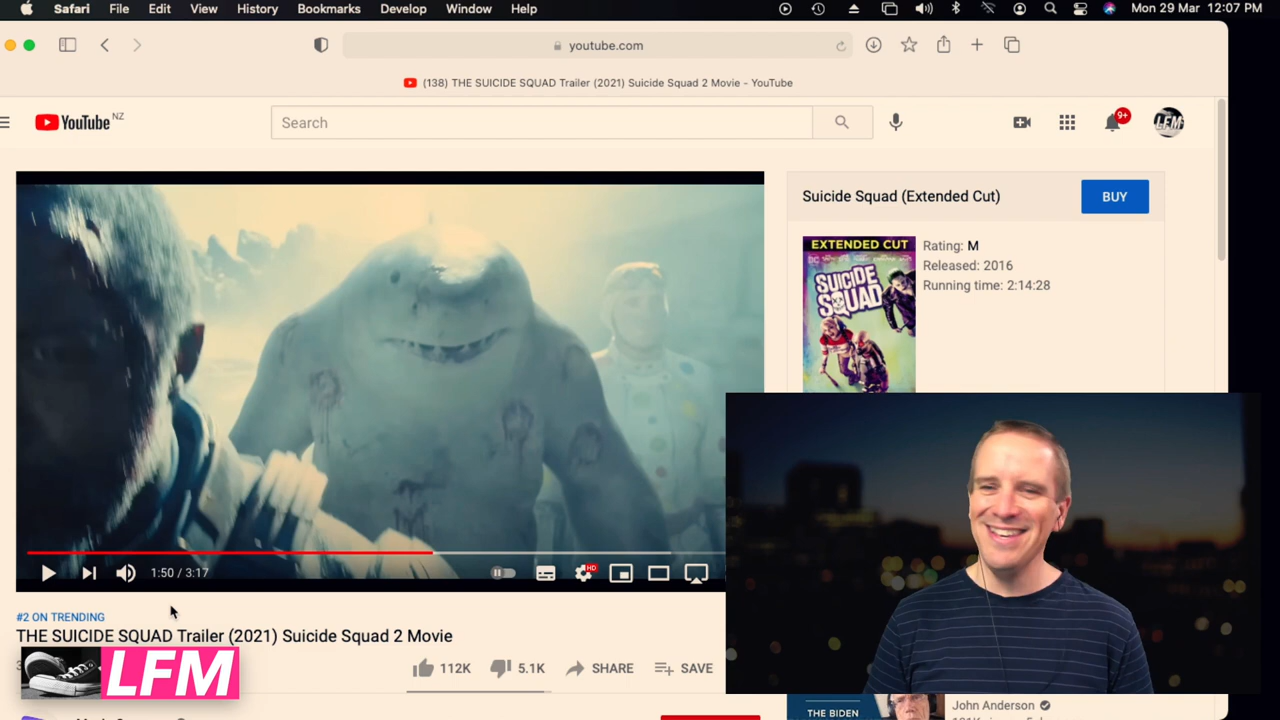 Safari File Edit View History Bookmarks Develop Window Help Mon 29 Mar 12:07 PM
youtube.com
(138) THE SUICIDE SQUAD Trailer (2021) Suicide Squad 2 Movie - YouTube
YouTube NZ
Search
9+
LFM
Suicide Squad (Extended Cut)
BUY
EXTENDED CUT
DC
SUICIDE
SQUAD
Rating: M
Released: 2016
Running time: 2:14:28
1:50 / 3:17
HD
#2 ON TRENDING
THE SUICIDE SQUAD Trailer (2021) Suicide Squad 2 Movie
112K 5.1K SHARE SAVE
LFM
THE BIDEN
John Anderson